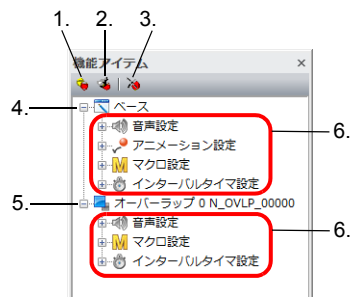 1. 2. 3.
機能アイテム
4. ベース
音声設定
アニメーション設定 6.
マクロ設定
インターバルタイマ設定
5. オーバーラップ 0 N_OVLP_00000
音声設定 6.
マクロ設定
インターバルタイマ設定